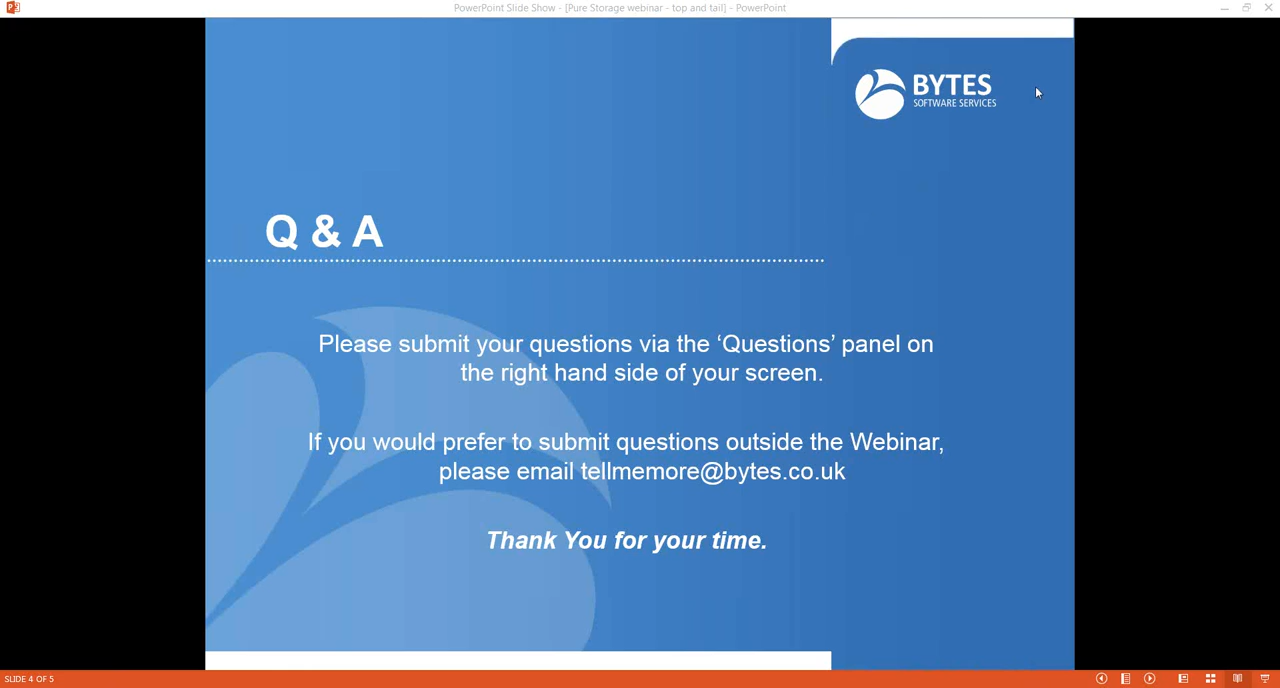 PowerPoint Slide Show - [Pure Storage webinar - top and tail] - PowerPoint
BYTES
SOFTWARE SERVICES
Q & A
Please submit your questions via the ‘Questions’ panel on
the right hand side of your screen.
If you would prefer to submit questions outside the Webinar,
please email tellmemore@bytes.co.uk
Thank You for your time.
SLIDE 4 OF 5